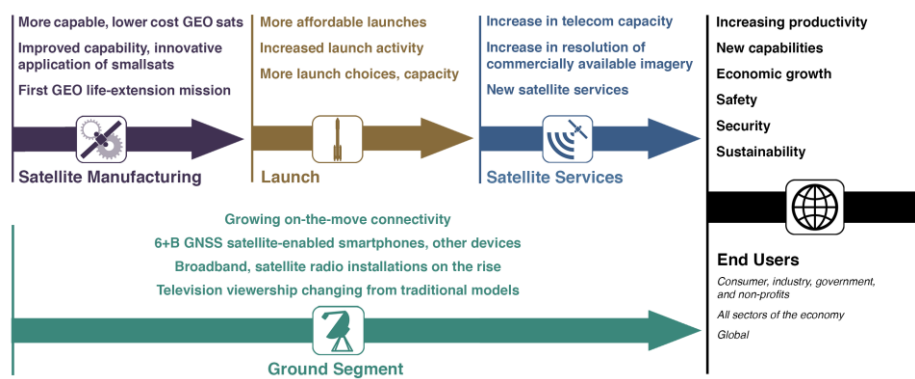 More capable, lower cost GEO sats
Improved capability, innovative
application of smallsats
First GEO life-extension mission
Satellite Manufacturing
More affordable launches
Increased launch activity
More launch choices, capacity
Launch
Increase in telecom capacity
Increase in resolution of
commercially available imagery
New satellite services
Satellite Services
Increasing productivity
New capabilities
Economic growth
Safety
Security
Sustainability
End Users
Consumer, industry, government,
and non-profits
All sectors of the economy
Global
Growing on-the-move connectivity
6+B GNSS satellite-enabled smartphones, other devices
Broadband, satellite radio installations on the rise
Television viewership changing from traditional models
Ground Segment